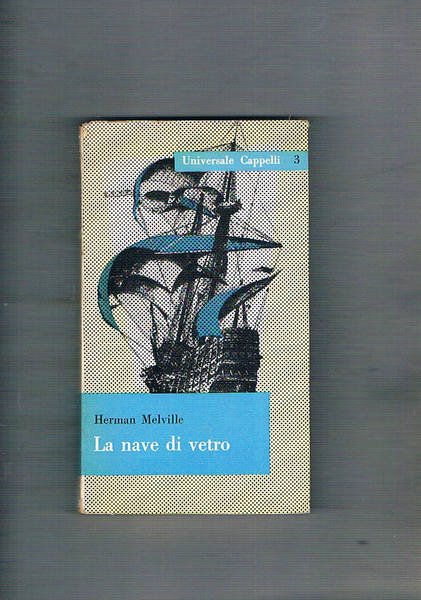 Universale Cappelli 3
Herman Melville
La nave di vetro